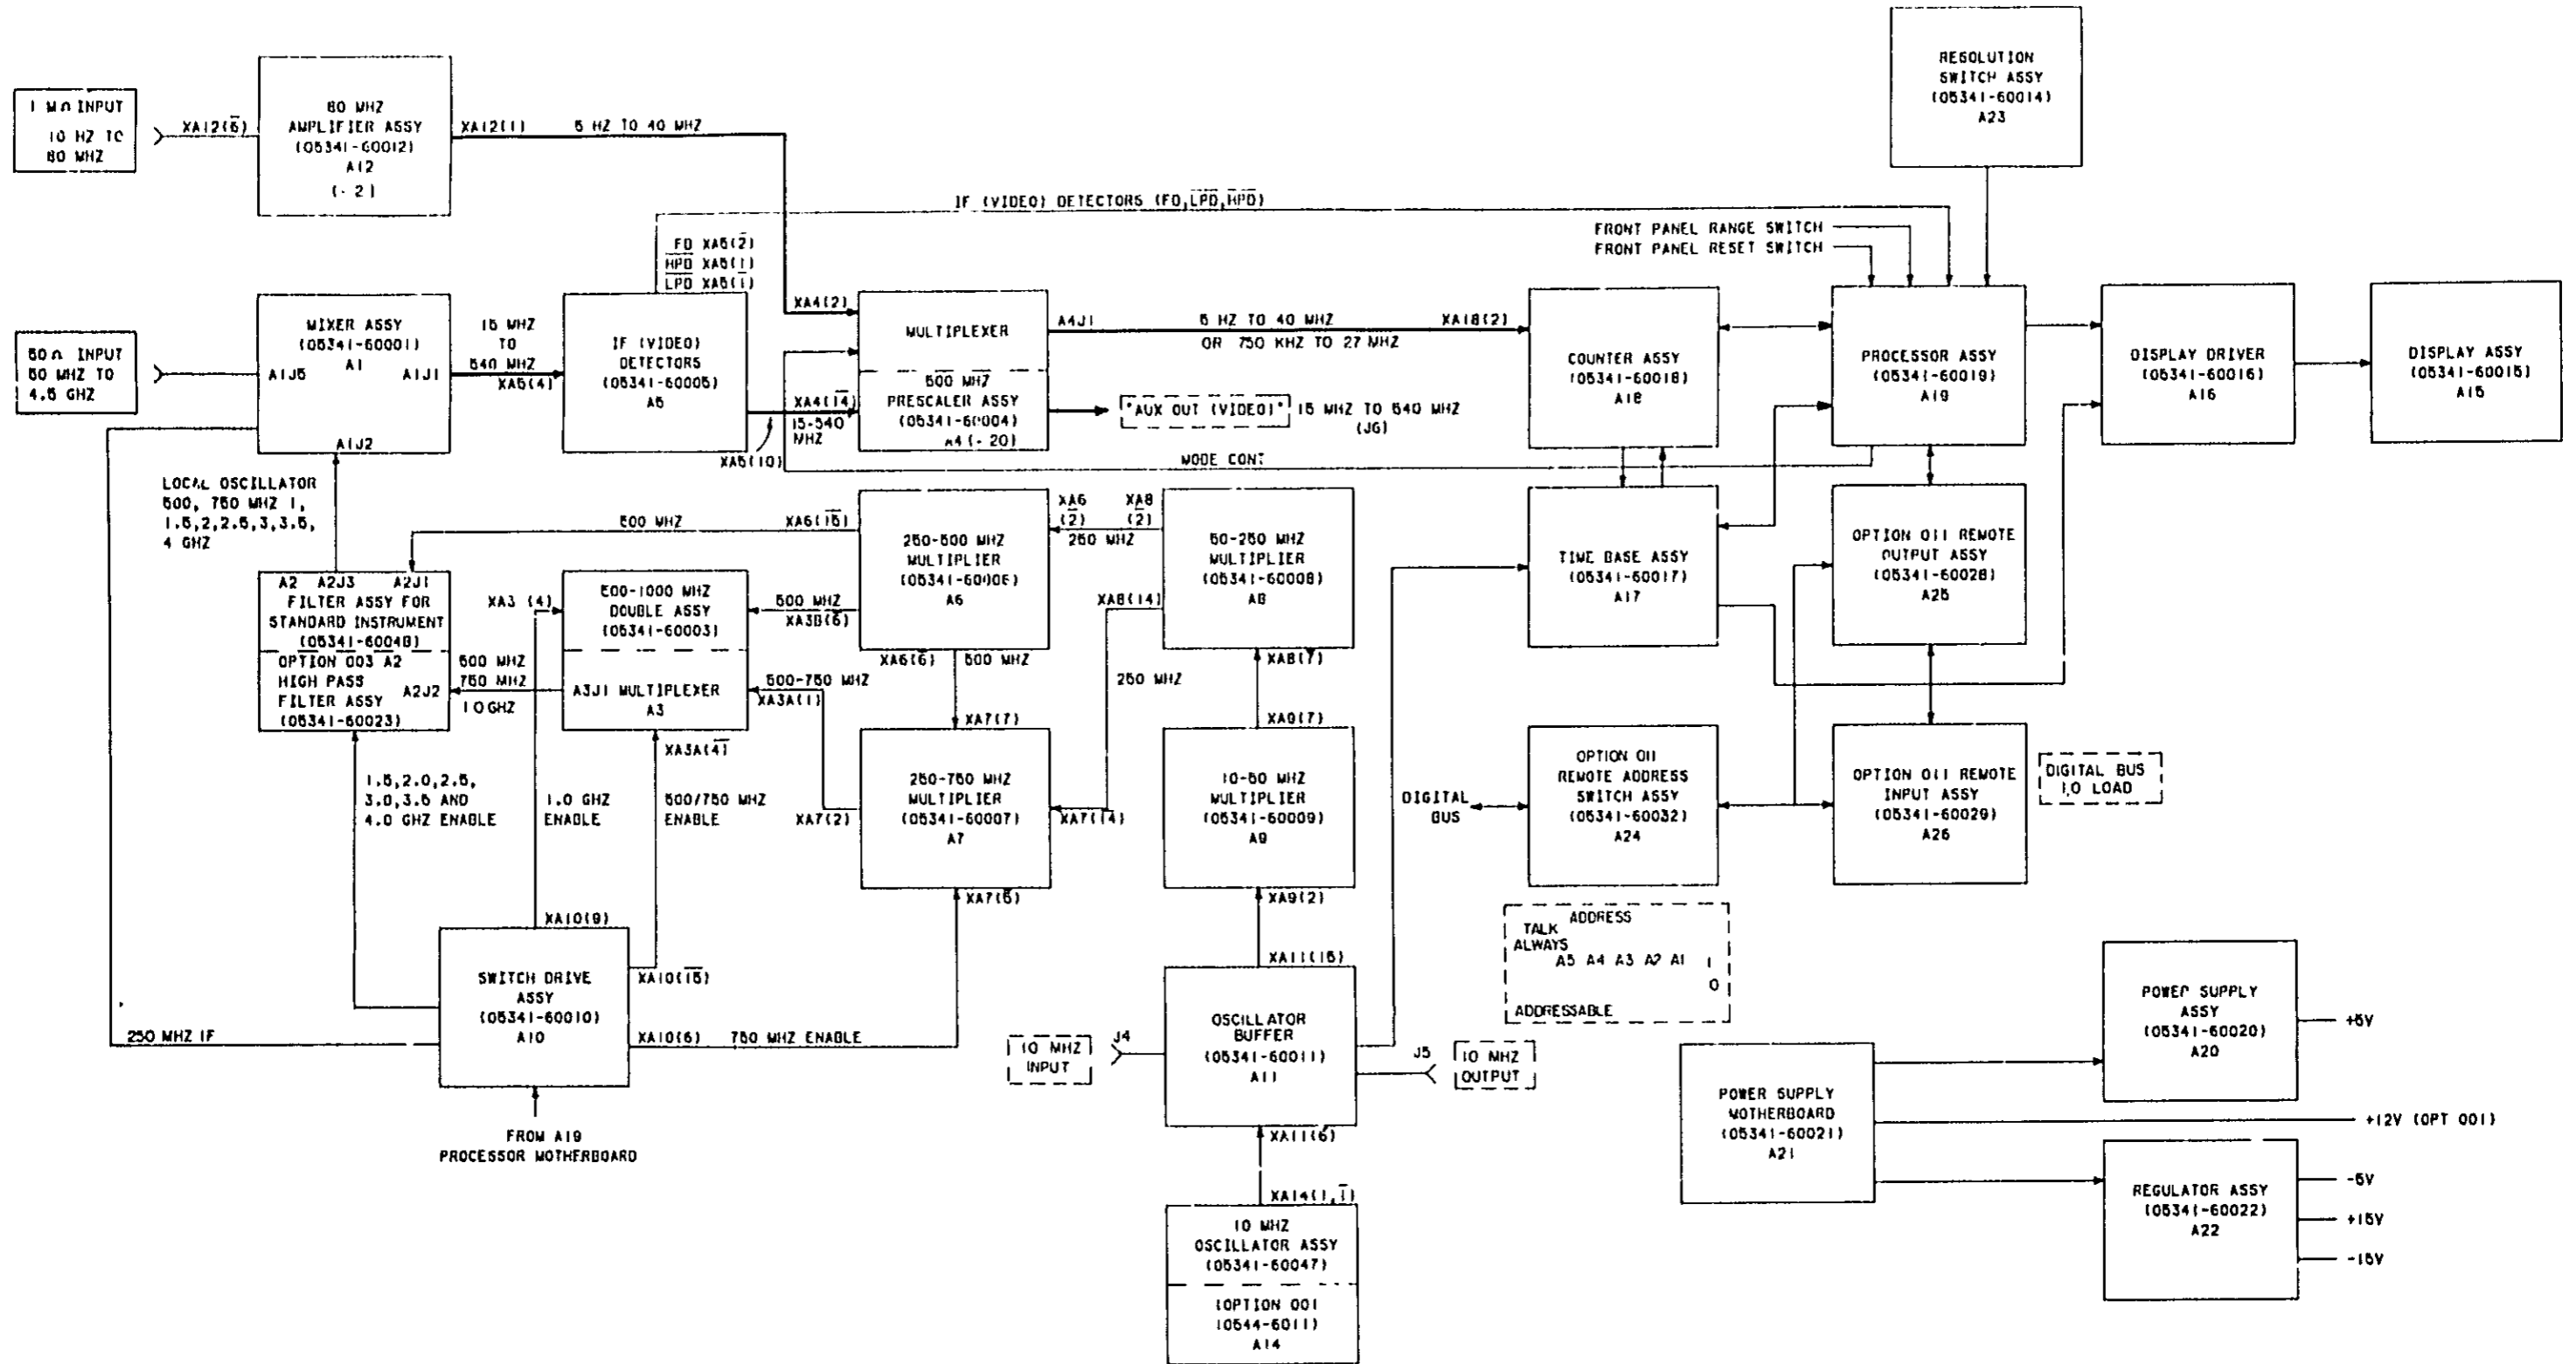 1 MΩ INPUT
10 HZ TO
80 MHZ
XA12(6̅)
80 MHZ
AMPLIFIER ASSY
(05341-60012)
A12
(÷2)
XA12(1)
5 HZ TO 40 MHZ
RESOLUTION
SWITCH ASSY
(05341-60014)
A23
IF (VIDEO) DETECTORS (FD,L̅P̅D̅,H̅P̅D̅)
FRONT PANEL RANGE SWITCH
FRONT PANEL RESET SWITCH
FD XA5(2̅)
H̅P̅D̅ XA5(1)
L̅P̅D̅ XA5(1̅)
50Ω INPUT
50 MHZ TO
4.5 GHZ
MIXER ASSY
(05341-60001)
A1
A1J5
A1J1
A1J2
15 MHZ
TO
540 MHZ
XA5(4)
IF (VIDEO)
DETECTORS
(05341-60005)
A5
XA4(2)
XA4(1̅4̅)
15-540
MHZ
XA5(10)
MULTIPLEXER
500 MHZ
PRESCALER ASSY
(05341-60004)
A4 (÷20)
A4J1
5 HZ TO 40 MHZ
OR 750 KHZ TO 27 MHZ
XA18(2)
"AUX OUT (VIDEO)"
15 MHZ TO 540 MHZ
(J6)
MODE CONT
COUNTER ASSY
(05341-60018)
A18
PROCESSOR ASSY
(05341-60019)
A19
DISPLAY DRIVER
(05341-60016)
A16
DISPLAY ASSY
(05341-60015)
A15
LOCAL OSCILLATOR
500, 750 MHZ 1,
1.5,2,2.5,3,3.5,
4 GHZ
500 MHZ
XA6(1̅5̅)
250-500 MHZ
MULTIPLIER
(05341-60006)
A6
XA6
(2̅)
XA8
(2̅)
250 MHZ
50-250 MHZ
MULTIPLIER
(05341-60008)
A8
TIME BASE ASSY
(05341-60017)
A17
OPTION 011 REMOTE
OUTPUT ASSY
(05341-60028)
A25
A2 A2J3 A2J1
FILTER ASSY FOR
STANDARD INSTRUMENT
(05341-60048)
OPTION 003 A2
HIGH PASS
FILTER ASSY
(05341-60023)
A2J2
500 MHZ
750 MHZ
1.0 GHZ
XA3 (4)
500-1000 MHZ
DOUBLE ASSY
(05341-60003)
A3J1 MULTIPLEXER
A3
500 MHZ
XA3B(6̅)
500-750 MHZ
XA3A(1)
XA3A(4̅)
XA6(6̅)
500 MHZ
XA7(7)
XA8(14)
250 MHZ
XA8(7̅)
XA9(7)
250-750 MHZ
MULTIPLIER
(05341-60007)
A7
XA7(2)
XA7(1̅4̅)
XA7(6̅)
10-50 MHZ
MULTIPLIER
(05341-60009)
A9
XA9(2)
DIGITAL
BUS
OPTION 011
REMOTE ADDRESS
SWITCH ASSY
(05341-60032)
A24
OPTION 011 REMOTE
INPUT ASSY
(05341-60029)
A26
DIGITAL BUS
1.0 LOAD
1.5,2.0,2.5,
3.0,3.5 AND
4.0 GHZ ENABLE
1.0 GHZ
ENABLE
500/750 MHZ
ENABLE
XA10(9)
XA10(1̅5̅)
XA10(6)
750 MHZ ENABLE
SWITCH DRIVE
ASSY
(05341-60010)
A10
250 MHZ IF
FROM A19
PROCESSOR MOTHERBOARD
XA11(15)
OSCILLATOR
BUFFER
(05341-60011)
A11
10 MHZ
INPUT
J4
J5
10 MHZ
OUTPUT
XA11(6̅)
ADDRESS
TALK
ALWAYS
A5 A4 A3 A2 A1 1
0
ADDRESSABLE
XA14(1,1̅)
10 MHZ
OSCILLATOR ASSY
(05341-60047)
(OPTION 001
10544-6011)
A14
POWER SUPPLY
MOTHERBOARD
(05341-60021)
A21
POWER SUPPLY
ASSY
(05341-60020)
A20
+5V
+12V (OPT 001)
REGULATOR ASSY
(05341-60022)
A22
-5V
+15V
-15V